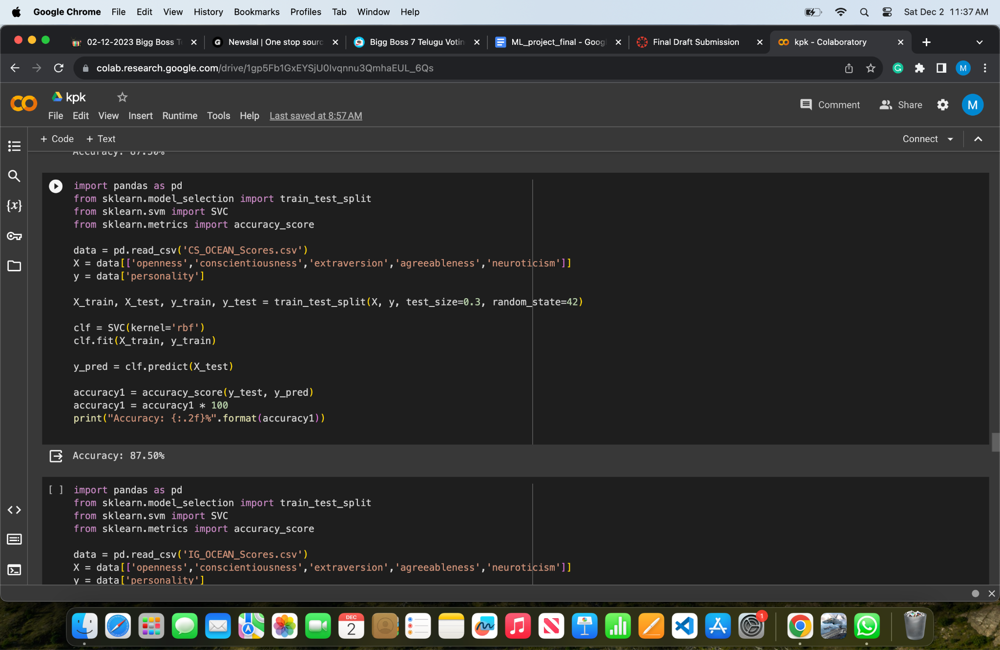 Google Chrome File Edit View History Bookmarks Profiles Tab Window Help Sat Dec 2 11:37 AM
02-12-2023 Bigg Boss Te Newslal | One stop sourc Bigg Boss 7 Telugu Votin ML_project_final - Googl Final Draft Submission kpk - Colaboratory
colab.research.google.com/drive/1gp5Fb1GxEYSjU0Ivqnnu3QmhaEUL_6Qs G M
kpk
Comment Share M
File Edit View Insert Runtime Tools Help Last saved at 8:57 AM
+ Code + Text Connect
Accuracy: 87.50%
import pandas as pd
from sklearn.model_selection import train_test_split
from sklearn.svm import SVC
from sklearn.metrics import accuracy_score
data = pd.read_csv('CS_OCEAN_Scores.csv')
X = data[['openness','conscientiousness','extraversion','agreeableness','neuroticism']]
y = data['personality']
X_train, X_test, y_train, y_test = train_test_split(X, y, test_size=0.3, random_state=42)
clf = SVC(kernel='rbf')
clf.fit(X_train, y_train)
y_pred = clf.predict(X_test)
accuracy1 = accuracy_score(y_test, y_pred)
accuracy1 = accuracy1 * 100
print("Accuracy: {:.2f}%".format(accuracy1))
Accuracy: 87.50%
[ ] import pandas as pd
from sklearn.model_selection import train_test_split
from sklearn.svm import SVC
from sklearn.metrics import accuracy_score
data = pd.read_csv('IG_OCEAN_Scores.csv')
X = data[['openness','conscientiousness','extraversion','agreeableness','neuroticism']]
y = data['personality']
DEC
2
1